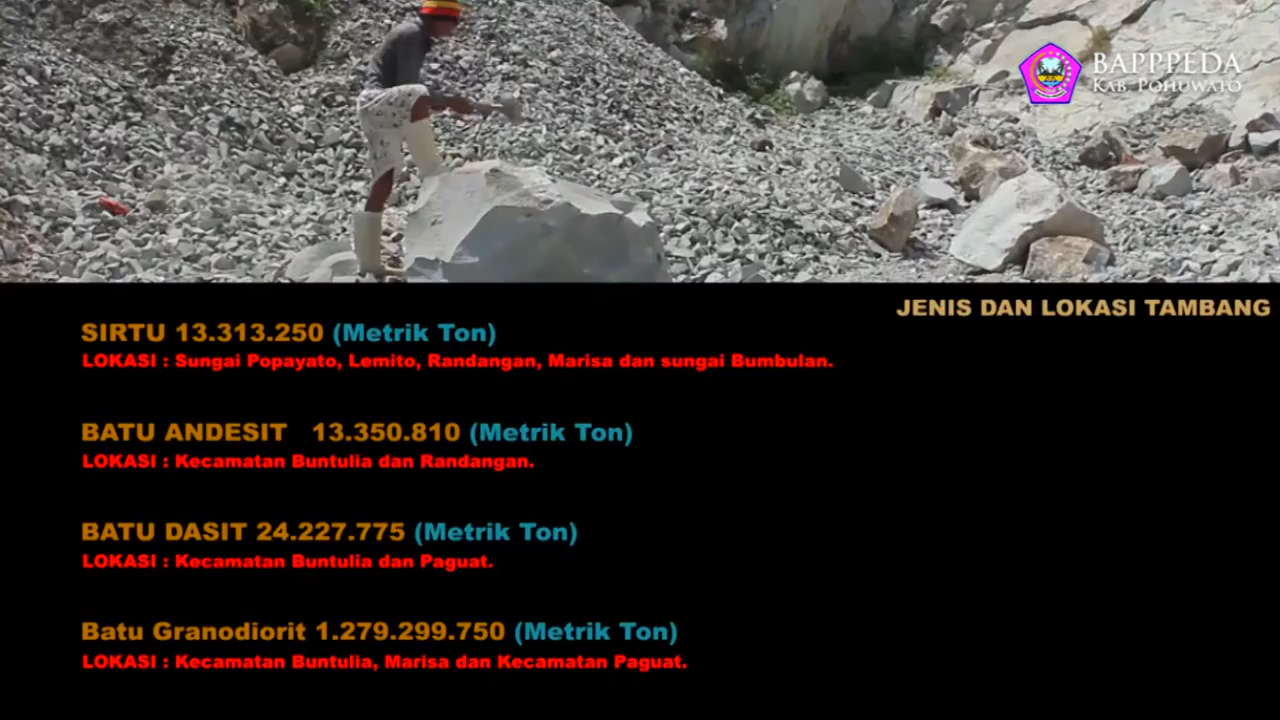 BAPPPEDA
KAB. POHUWATO
JENIS DAN LOKASI TAMBANG
SIRTU 13.313.250 (Metrik Ton)
LOKASI : Sungai Popayato, Lemito, Randangan, Marisa dan sungai Bumbulan.
BATU ANDESIT 13.350.810 (Metrik Ton)
LOKASI : Kecamatan Buntulia dan Randangan.
BATU DASIT 24.227.775 (Metrik Ton)
LOKASI : Kecamatan Buntulia dan Paguat.
Batu Granodiorit 1.279.299.750 (Metrik Ton)
LOKASI : Kecamatan Buntulia, Marisa dan Kecamatan Paguat.